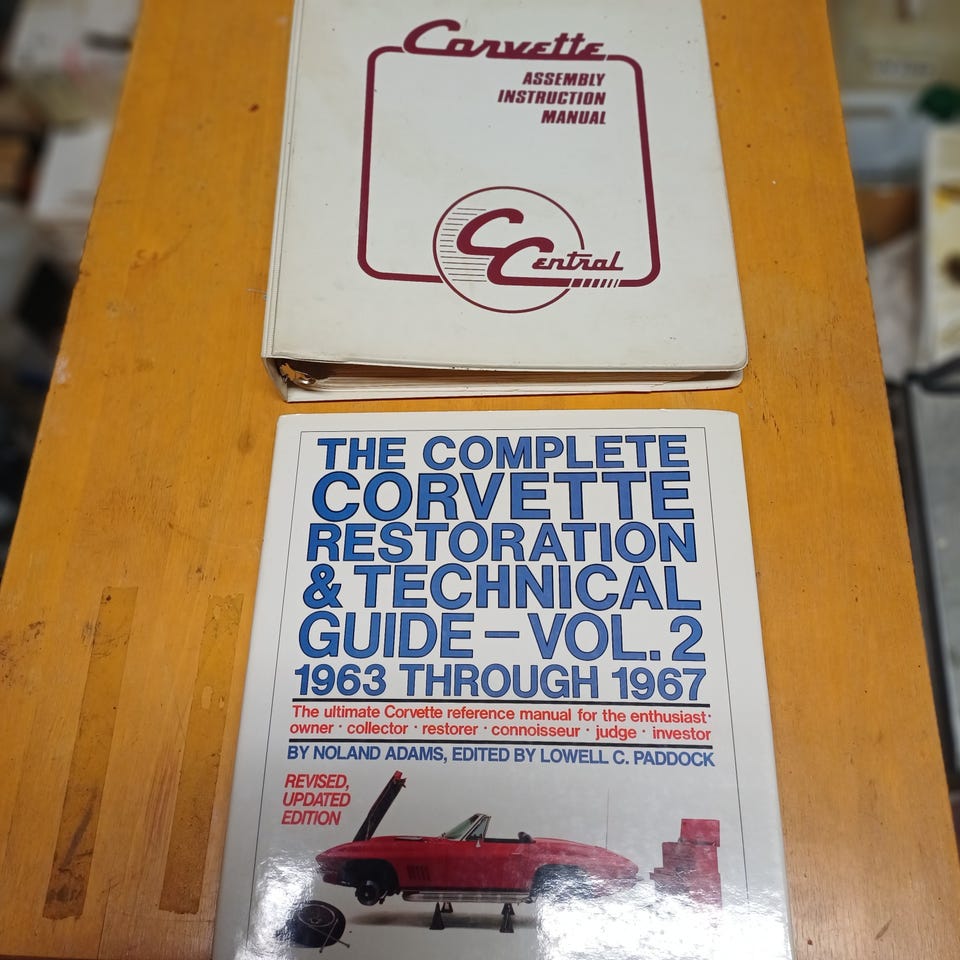 Corvette
ASSEMBLY
INSTRUCTION
MANUAL
CCentral
THE COMPLETE
CORVETTE
RESTORATION
& TECHNICAL
GUIDE – VOL. 2
1963 THROUGH 1967
The ultimate Corvette reference manual for the enthusiast ·
owner · collector · restorer · connoisseur · judge · investor
BY NOLAND ADAMS, EDITED BY LOWELL C. PADDOCK
REVISED,
UPDATED
EDITION